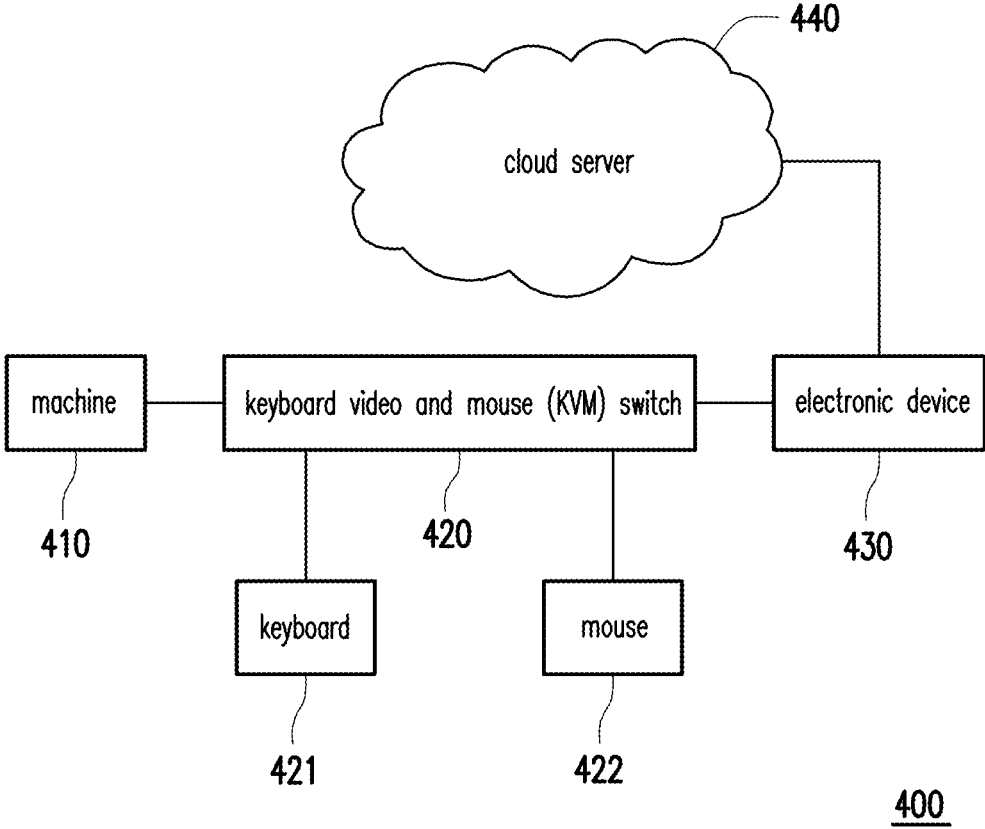 440
cloud server
machine
keyboard video and mouse (KVM) switch
electronic device
410
420
430
keyboard
mouse
421
422
400